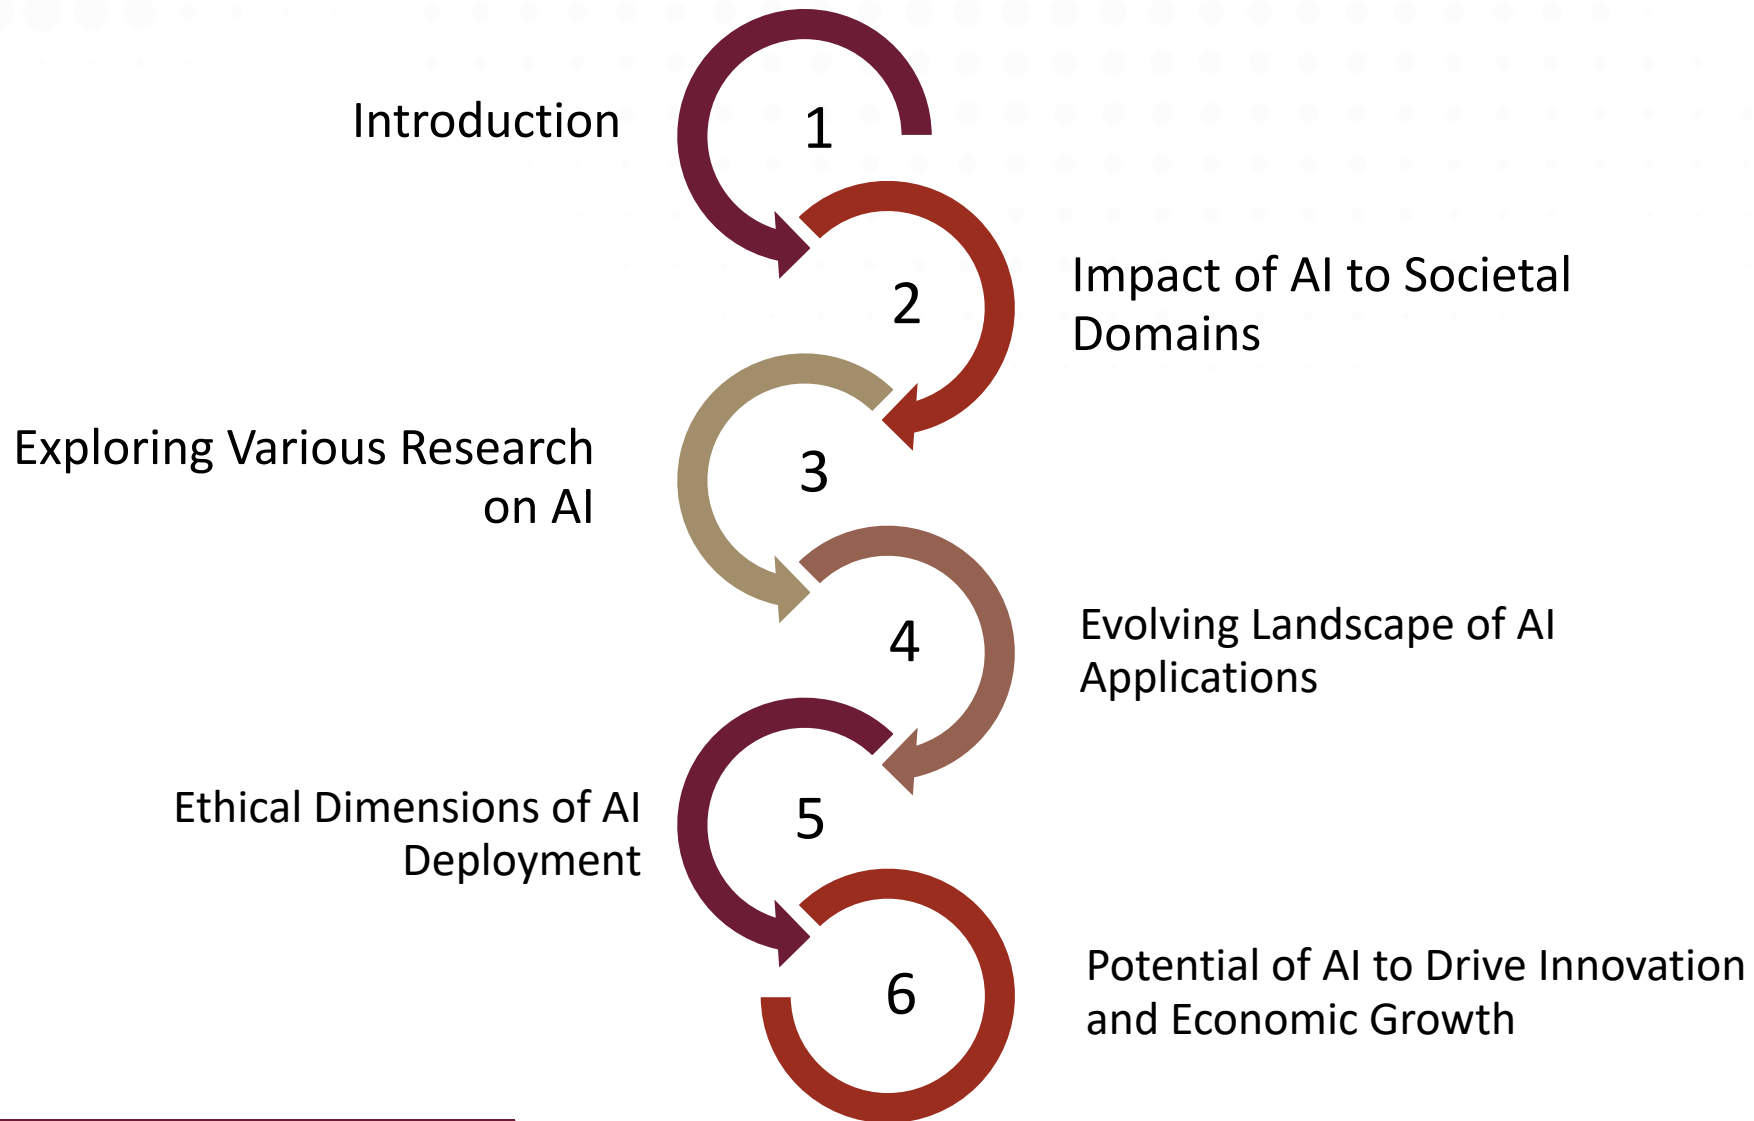 Introduction
1
2
Impact of AI to Societal
Domains
Exploring Various Research
on AI
3
4
Evolving Landscape of AI
Applications
Ethical Dimensions of AI
Deployment
5
6
Potential of AI to Drive Innovation
and Economic Growth